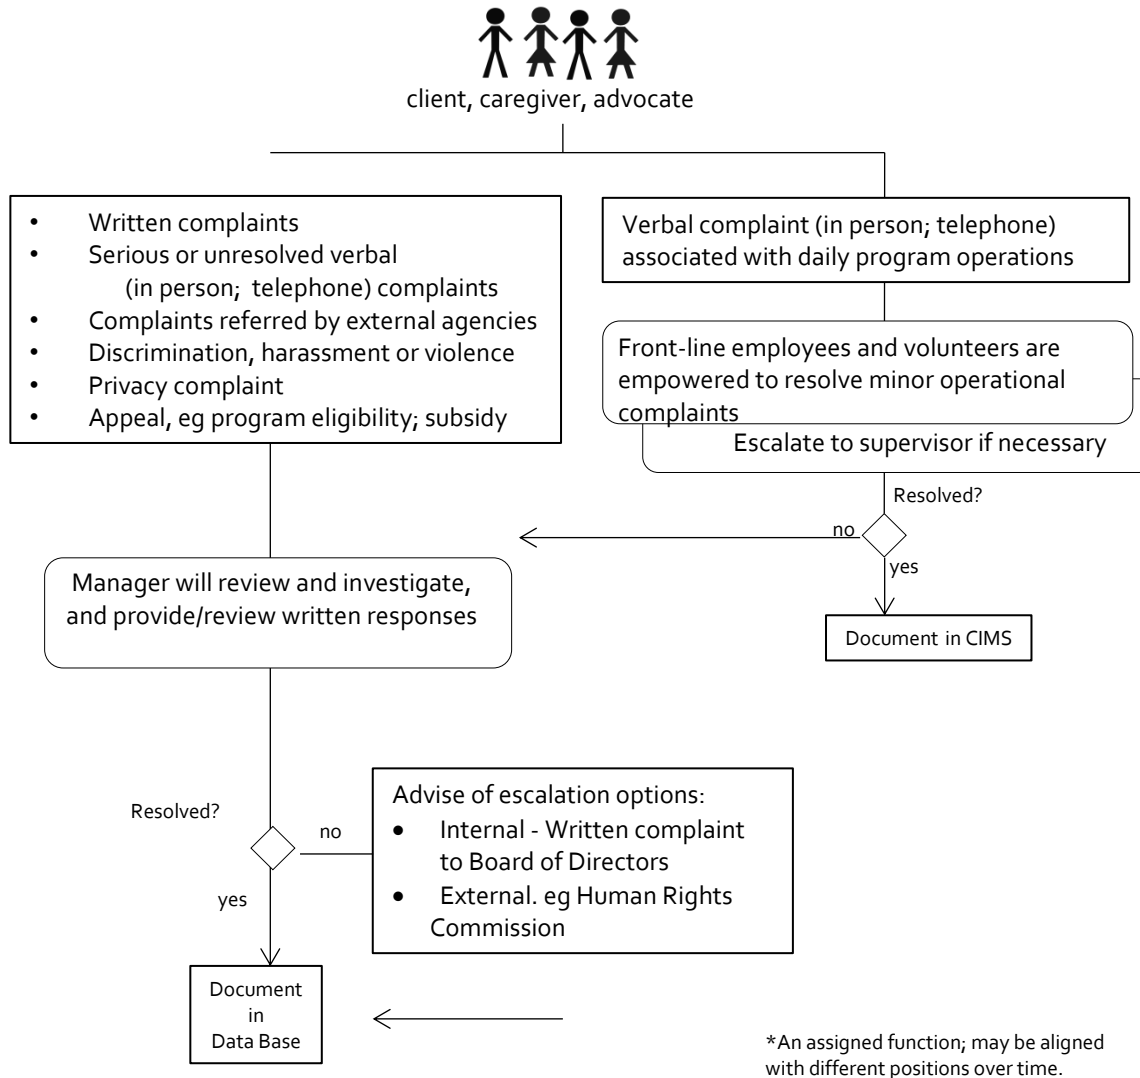 client, caregiver, advocate
• Written complaints
• Serious or unresolved verbal
(in person; telephone) complaints
• Complaints referred by external agencies
• Discrimination, harassment or violence
• Privacy complaint
• Appeal, eg program eligibility; subsidy
Verbal complaint (in person; telephone)
associated with daily program operations
Front-line employees and volunteers are
empowered to resolve minor operational
complaints
Escalate to supervisor if necessary
Resolved?
no
yes
Document in CIMS
Manager will review and investigate,
and provide/review written responses
Resolved?
no
yes
Advise of escalation options:
• Internal - Written complaint
to Board of Directors
• External. eg Human Rights
Commission
Document
in
Data Base
*An assigned function; may be aligned
with different positions over time.